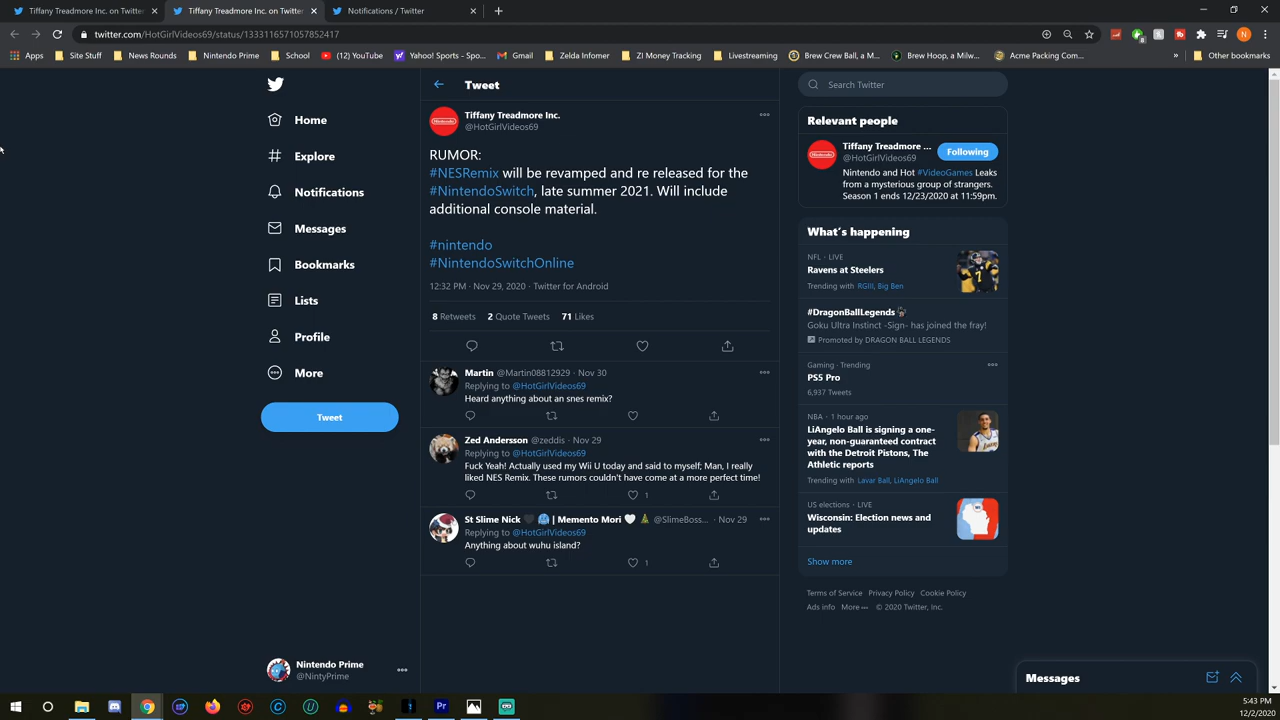 Tiffany Treadmore Inc. on Twitter
Tiffany Treadmore Inc. on Twitter
Notifications / Twitter
twitter.com/HotGirlVideos69/status/1333116571057852417
N
Apps
Super News
News Rounds
Nintendo Prime
School
(12) YouTube
Yahoo! Sports - Spo...
Gmail
Zelda Infomer
ZI Money Tracking
Livestreaming
Brew Crew Ball, a M...
Brew Hoop, a Milw...
Acme Packing Com...
»
Other bookmarks
Home
Explore
Notifications
Messages
Bookmarks
Lists
Profile
More
Tweet
Nintendo Prime
@NintyPrime
Tweet
Tiffany Treadmore Inc.
@HotGirlVideos69
RUMOR:
#NESRemix will be revamped and re released for the
#NintendoSwitch, late summer 2021. Will include
additional console material.
#nintendo
#NintendoSwitchOnline
12:32 PM · Nov 29, 2020 · Twitter for Android
8 Retweets 2 Quote Tweets 71 Likes
Martin @Martin08812929 · Nov 30
Replying to @HotGirlVideos69
Heard anything about an snes remix?
Zed Andersson @zeddis · Nov 29
Replying to @HotGirlVideos69
Fuck Yeah! Actually used my Wii U today and said to myself; Man, I really
liked NES Remix. These rumors couldn't have come at a more perfect time!
1
St Slime Nick 🖤 🥶 | Memento Mori 🤍 🎄 @SlimeBoss... · Nov 29
Replying to @HotGirlVideos69
Anything about wuhu island?
1
Search Twitter
Relevant people
Tiffany Treadmore ...
@HotGirlVideos69
Following
Nintendo and Hot #VideoGames Leaks
from a mysterious group of strangers.
Season 1 ends 12/23/2020 at 11:59pm.
What's happening
NFL · LIVE
Ravens at Steelers
Trending with RGIII, Big Ben
#DragonBallLegends
Goku Ultra Instinct -Sign- has joined the fray!
Promoted by DRAGON BALL LEGENDS
Gaming · Trending
PS5 Pro
6,937 Tweets
NBA · 1 hour ago
LiAngelo Ball is signing a one-
year, non-guaranteed contract
with the Detroit Pistons, The
Athletic reports
Trending with Lavar Ball, LiAngelo Ball
US elections · LIVE
Wisconsin: Election news and
updates
Show more
Terms of Service Privacy Policy Cookie Policy
Ads info More ··· © 2020 Twitter, Inc.
Messages
5:43 PM
12/2/2020